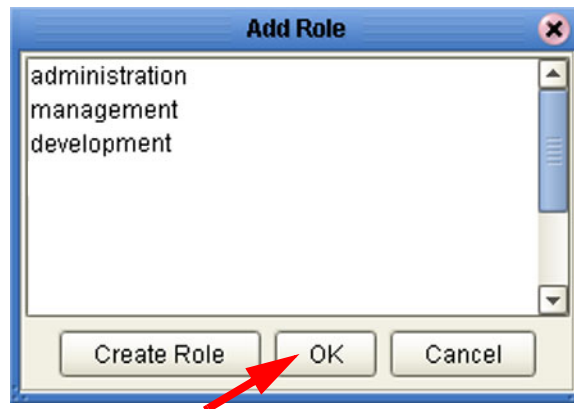 Add Role
administration
management
development
Create Role OK Cancel